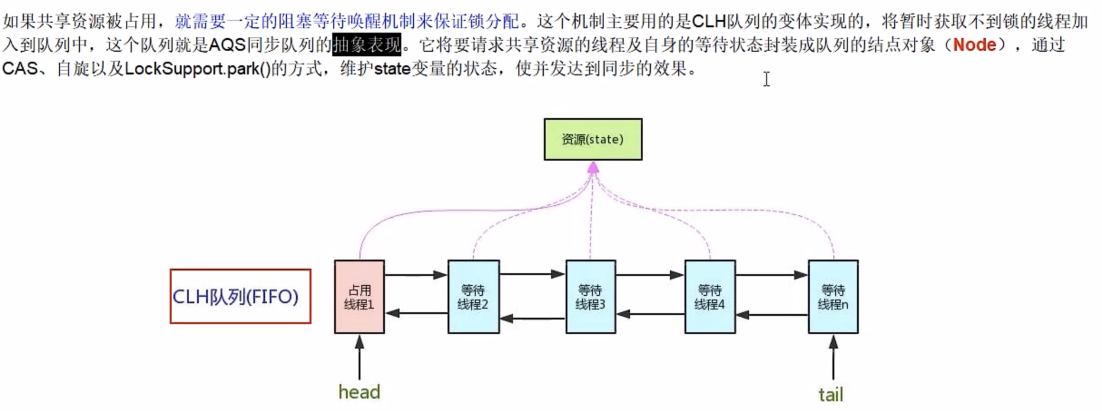 如果共享资源被占用，就需要一定的阻塞等待唤醒机制来保证锁分配。这个机制主要用的是CLH队列的变体实现的，将暂时获取不到锁的线程加
入到队列中，这个队列就是AQS同步队列的抽象表现。它将要请求共享资源的线程及自身的等待状态封装成队列的结点对象（Node），通过
CAS、自旋以及LockSupport.park()的方式，维护state变量的状态，使并发达到同步的效果。
资源(state)
CLH队列(FIFO)
占用
线程1
等待
线程2
等待
线程3
等待
线程4
等待
线程n
head
tail